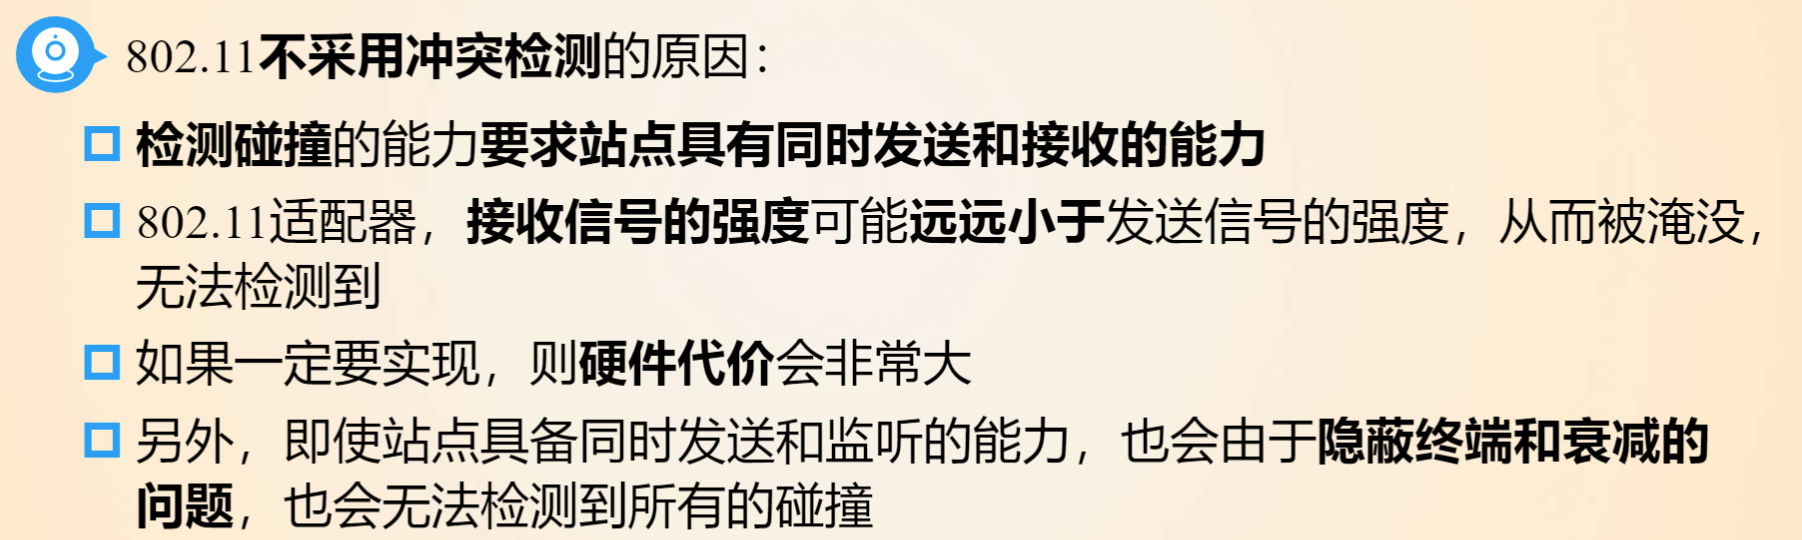 802.11不采用冲突检测的原因：
检测碰撞的能力要求站点具有同时发送和接收的能力
802.11适配器，接收信号的强度可能远远小于发送信号的强度，从而被淹没，
无法检测到
如果一定要实现，则硬件代价会非常大
另外，即使站点具备同时发送和监听的能力，也会由于隐蔽终端和衰减的
问题，也会无法检测到所有的碰撞